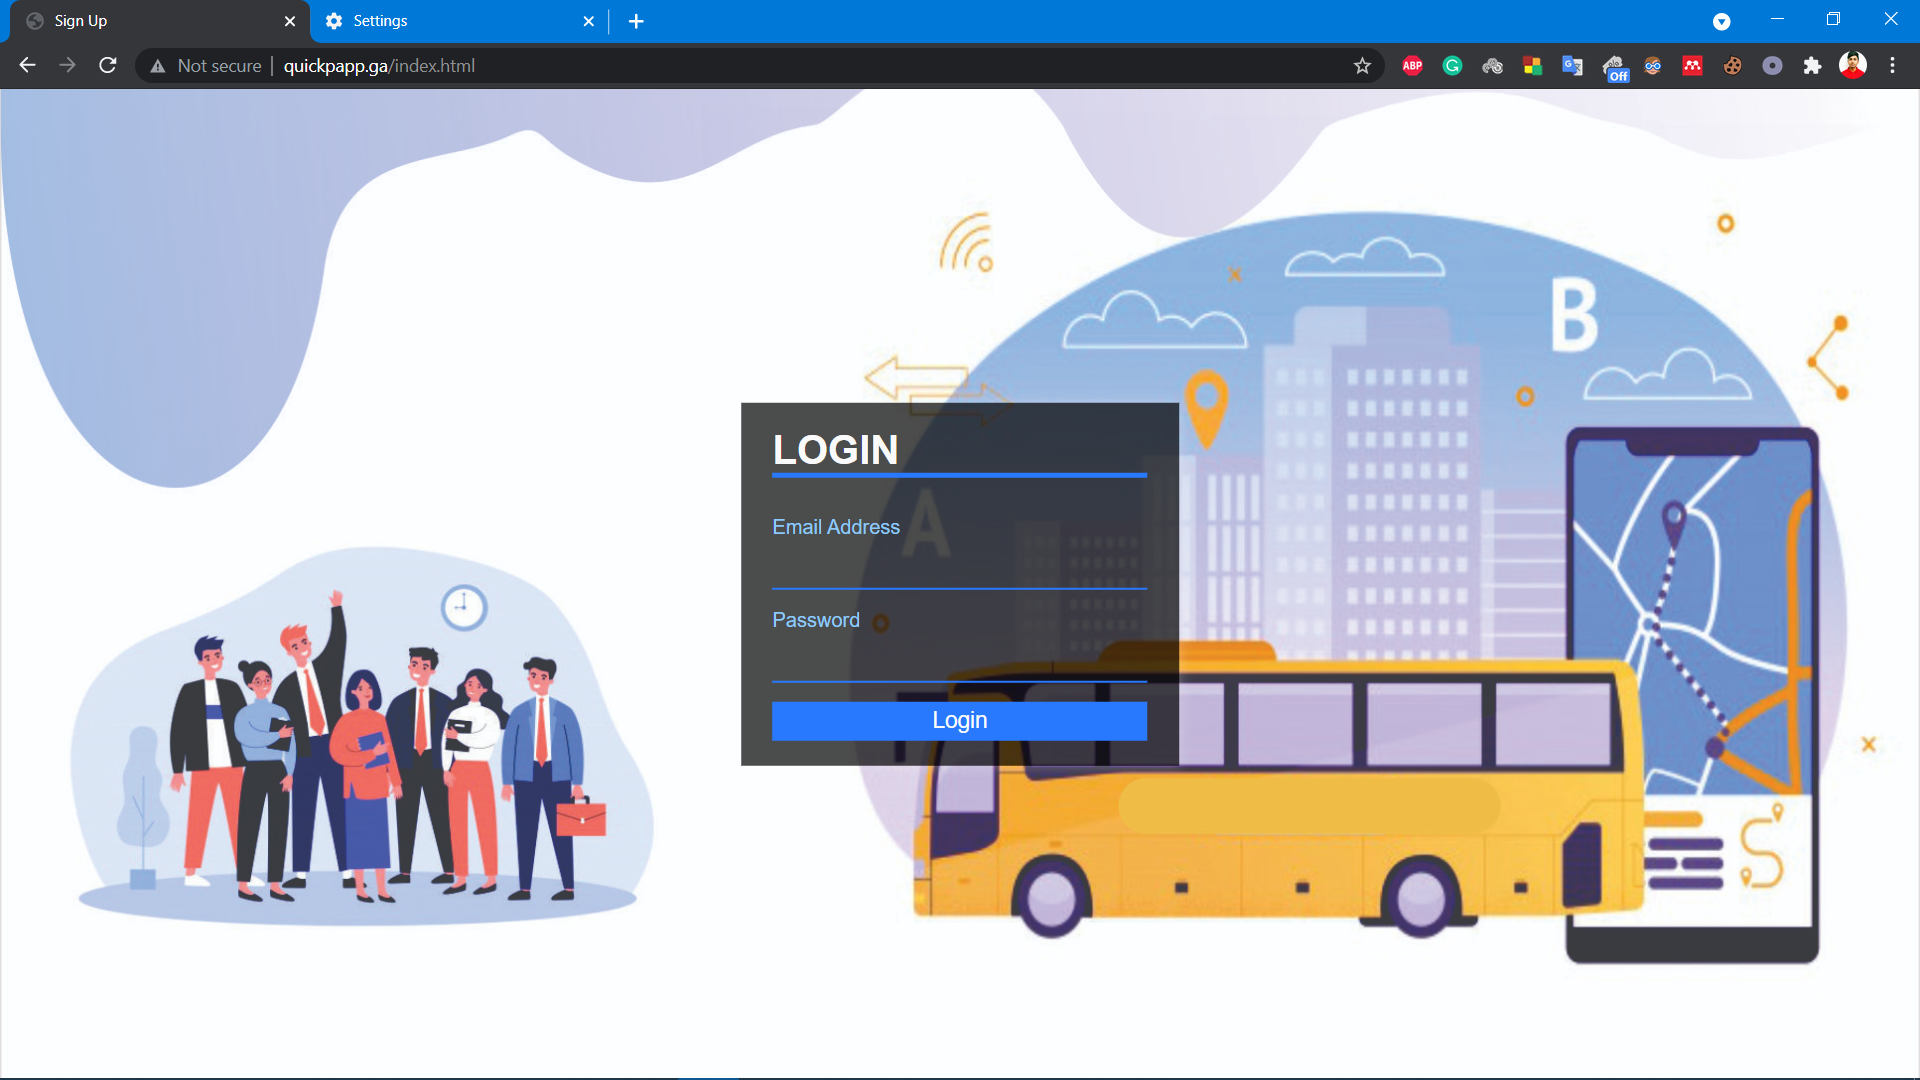 Sign Up
Settings
Not secure
quickpapp.ga/index.html
ABP
Off
B
LOGIN
A
Email Address
Password
Login